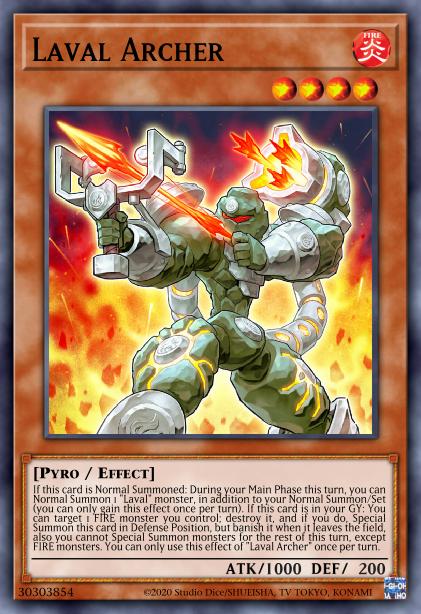 LAVAL ARCHER
FIRE
炎
[PYRO / EFFECT]
If this card is Normal Summoned: During your Main Phase this turn, you can
Normal Summon 1 "Laval" monster, in addition to your Normal Summon/Set
(you can only gain this effect once per turn). If this card is in your GY: You
can target 1 FIRE monster you control; destroy it, and if you do, Special
Summon this card in Defense Position, but banish it when it leaves the field,
also you cannot Special Summon monsters for the rest of this turn, except
FIRE monsters. You can only use this effect of "Laval Archer" once per turn.
ATK/1000 DEF/ 200
30303854
©2020 Studio Dice/SHUEISHA, TV TOKYO, KONAMI